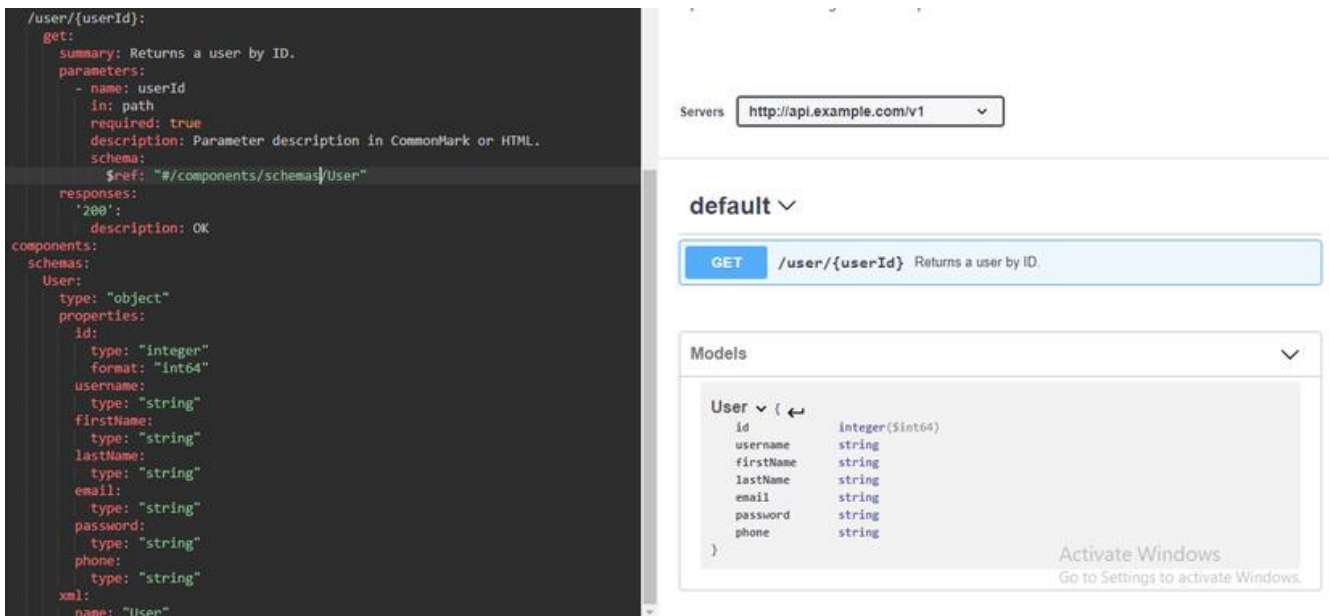 /user/{userId}:
get:
summary: Returns a user by ID.
parameters:
- name: userId
in: path
required: true
description: Parameter description in CommonMark or HTML.
schema:
$ref: "#/components/schemas/User"
responses:
'200':
description: OK
components:
schemas:
User:
type: "object"
properties:
id:
type: "integer"
format: "int64"
username:
type: "string"
firstName:
type: "string"
lastName:
type: "string"
email:
type: "string"
password:
type: "string"
phone:
type: "string"
xml:
name: "User"
Servers http://api.example.com/v1
default
GET /user/{userId} Returns a user by ID.
Models
User {
id integer($int64)
username string
firstName string
lastName string
email string
password string
phone string
}
Activate Windows
Go to Settings to activate Windows.